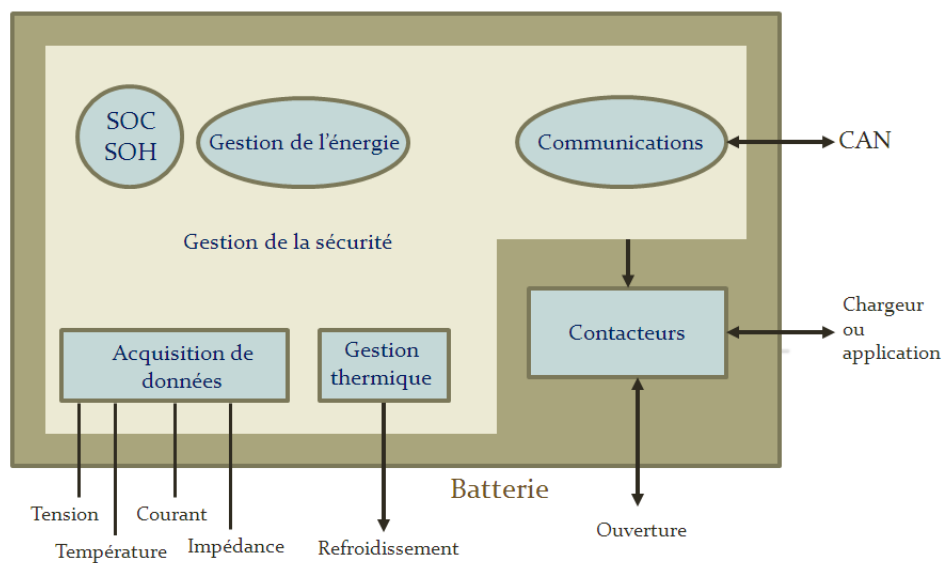 SOC
SOH
Gestion de l'énergie
Communications
CAN
Gestion de la sécurité
Acquisition de
données
Gestion
thermique
Contacteurs
Chargeur
ou
application
Batterie
Tension
Courant
Température
Impédance
Refroidissement
Ouverture